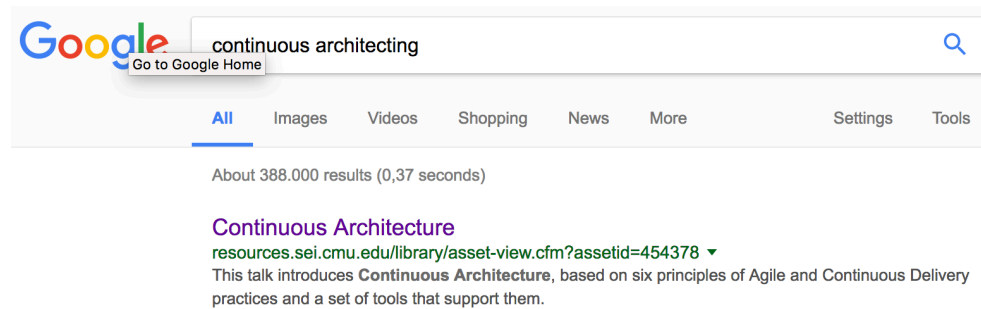 Google
continuous architecting
Go to Google Home
All Images Videos Shopping News More Settings Tools
About 388.000 results (0,37 seconds)
Continuous Architecture
resources.sei.cmu.edu/library/asset-view.cfm?assetid=454378
This talk introduces Continuous Architecture, based on six principles of Agile and Continuous Delivery
practices and a set of tools that support them.